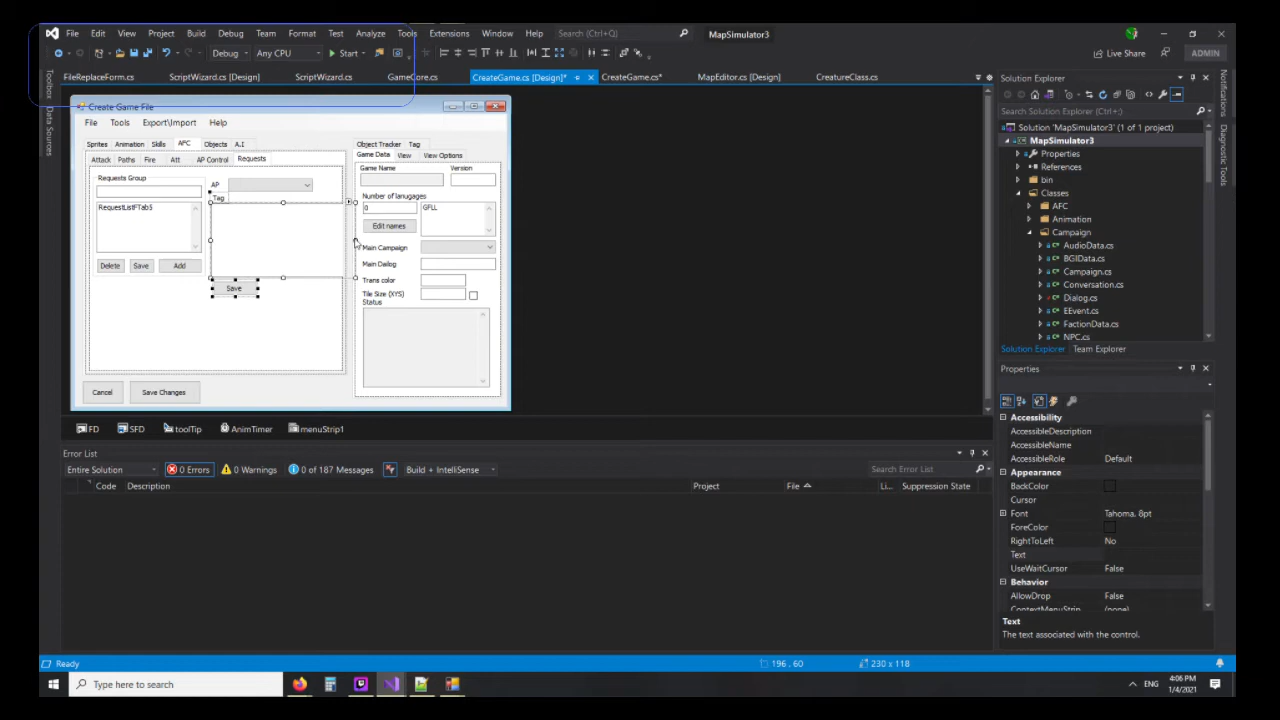 File Edit View Project Build Debug Team Format Test Analyze Tools Extensions Window Help Search (Ctrl+Q) MapSimulator3
Debug Any CPU Start Live Share ADMIN
FileReplaceForm.cs ScriptWizard.cs [Design] ScriptWizard.cs GameCore.cs CreateGame.cs [Design]* CreateGame.cs* MapEditor.cs [Design] CreatureClass.cs
Toolbox
Data Sources
Create Game File
File Tools Export/Import Help
Sprites Animation Skills AFC Objects A.I
Attack Paths Fire Att AP Control Requests
Requests Group
AP
Tag
RequestListFTab5
Delete Save Add
Save
Cancel Save Changes
Object Tracker Tag
Game Data View View Options
Game Name Version
Number of lanugages
0 GFLL
Edit names
Main Campaign
Main Dailog
Trans color
Tile Size (XYS)
Status
FD SFD toolTip AnimTimer menuStrip1
Error List
Entire Solution 0 Errors 0 Warnings 0 of 187 Messages Build + IntelliSense Search Error List
Code Description Project File Li... Suppression State
Solution Explorer
Search Solution Explorer (Ctrl+;)
Solution 'MapSimulator3' (1 of 1 project)
MapSimulator3
Properties
References
bin
Classes
AFC
Animation
Campaign
AudioData.cs
BGIData.cs
Campaign.cs
Conversation.cs
Dialog.cs
EEvent.cs
FactionData.cs
NPC.cs
Solution Explorer Team Explorer
Properties
Accessibility
AccessibleDescription
AccessibleName
AccessibleRole Default
Appearance
BackColor
Cursor
Font Tahoma, 8pt
ForeColor
RightToLeft No
Text
UseWaitCursor False
Behavior
AllowDrop False
ContextMenuStrip (none)
Text
The text associated with the control.
Notifications
Diagnostic Tools
Ready 196 , 60 230 x 118
Type here to search ENG 4:06 PM
1/4/2021